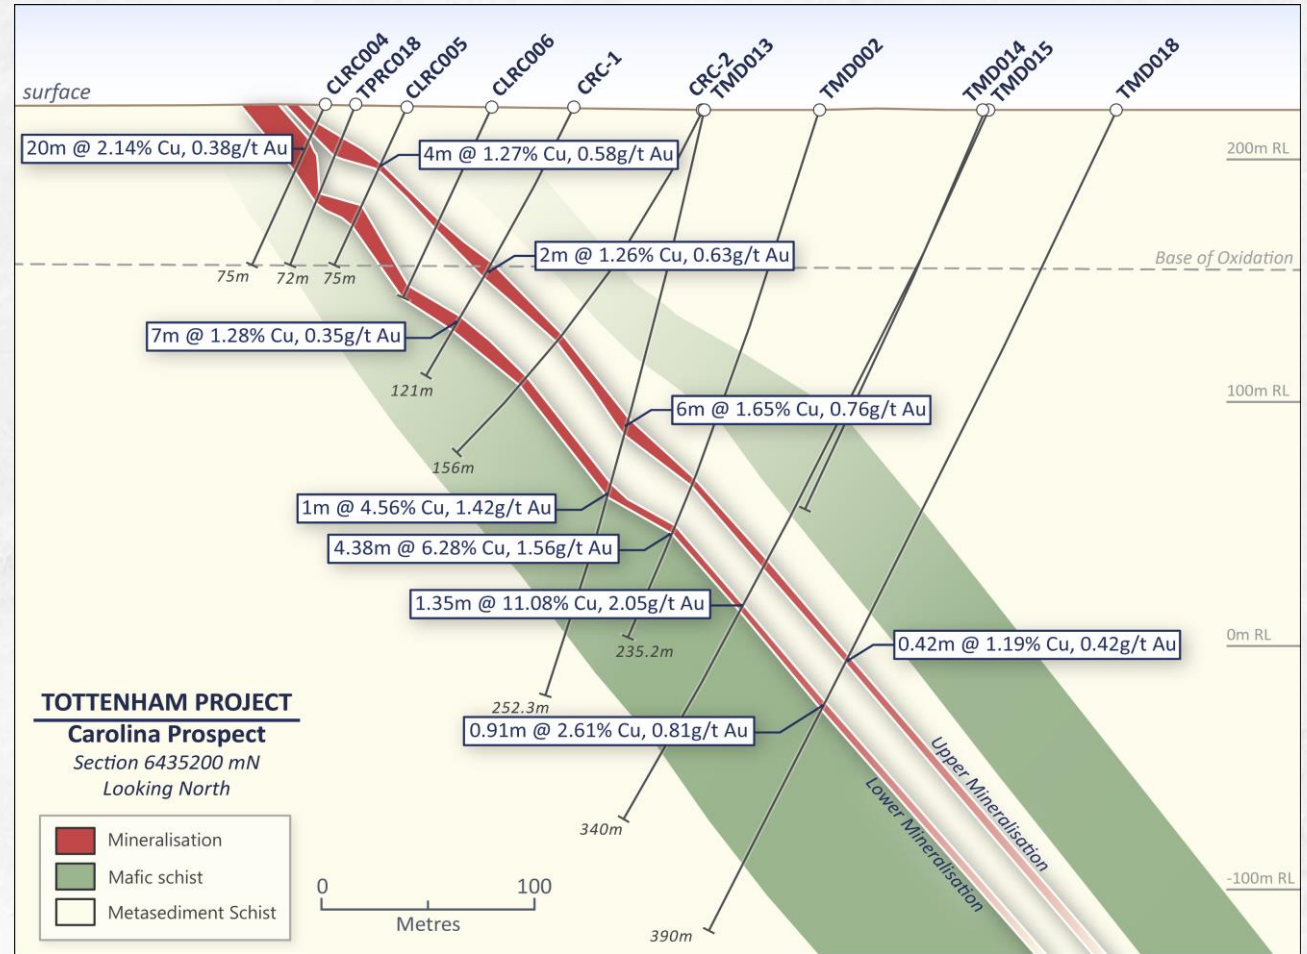 CLRC004
TPRC018
CLRC005
CLRC006
CRC-1
CRC-2
TMD013
TMD002
TMD014
TMD015
TMD018
surface
20m @ 2.14% Cu, 0.38g/t Au
4m @ 1.27% Cu, 0.58g/t Au
200m RL
2m @ 1.26% Cu, 0.63g/t Au
Base of Oxidation
75m
72m
75m
7m @ 1.28% Cu, 0.35g/t Au
121m
100m RL
6m @ 1.65% Cu, 0.76g/t Au
156m
1m @ 4.56% Cu, 1.42g/t Au
4.38m @ 6.28% Cu, 1.56g/t Au
1.35m @ 11.08% Cu, 2.05g/t Au
0m RL
0.42m @ 1.19% Cu, 0.42g/t Au
235.2m
252.3m
0.91m @ 2.61% Cu, 0.81g/t Au
Upper Mineralisation
Lower Mineralisation
340m
-100m RL
390m
TOTTENHAM PROJECT
Carolina Prospect
Section 6435200 mN
Looking North
Mineralisation
Mafic schist
Metasediment Schist
0 100
Metres